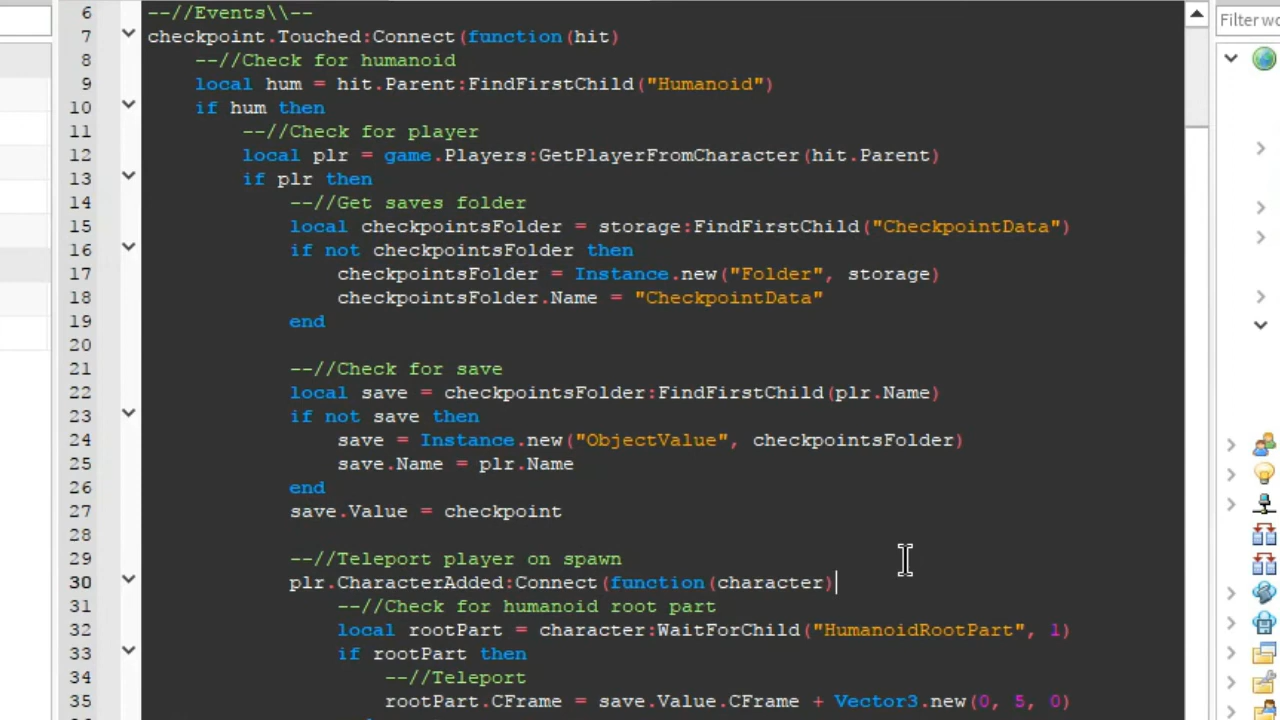 6 --//Events\\--
7 checkpoint.Touched:Connect(function(hit)
8 --//Check for humanoid
9 local hum = hit.Parent:FindFirstChild("Humanoid")
10 if hum then
11 --//Check for player
12 local plr = game.Players:GetPlayerFromCharacter(hit.Parent)
13 if plr then
14 --//Get saves folder
15 local checkpointsFolder = storage:FindFirstChild("CheckpointData")
16 if not checkpointsFolder then
17 checkpointsFolder = Instance.new("Folder", storage)
18 checkpointsFolder.Name = "CheckpointData"
19 end
20
21 --//Check for save
22 local save = checkpointsFolder:FindFirstChild(plr.Name)
23 if not save then
24 save = Instance.new("ObjectValue", checkpointsFolder)
25 save.Name = plr.Name
26 end
27 save.Value = checkpoint
28
29 --//Teleport player on spawn
30 plr.CharacterAdded:Connect(function(character)
31 --//Check for humanoid root part
32 local rootPart = character:WaitForChild("HumanoidRootPart", 1)
33 if rootPart then
34 --//Teleport
35 rootPart.CFrame = save.Value.CFrame + Vector3.new(0, 5, 0)
Filter